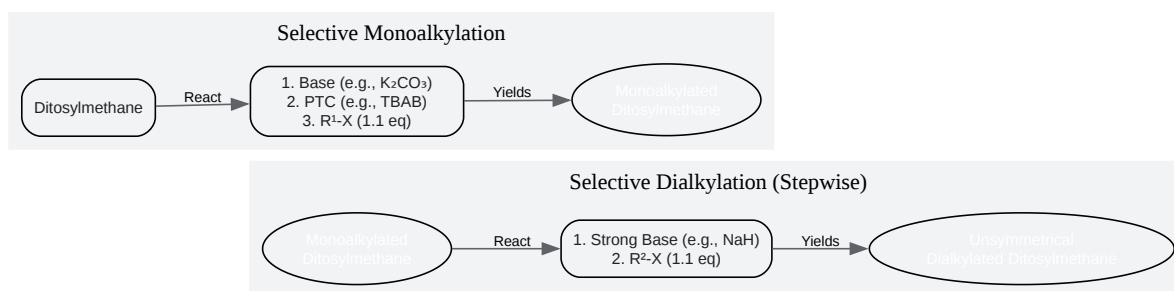 Selective Monoalkylation
Ditosylmethane
React
1. Base (e.g., K₂CO₃)
2. PTC (e.g., TBAB)
3. R¹-X (1.1 eq)
Yields
Monoalkylated
Ditosylmethane
Selective Dialkylation (Stepwise)
Monoalkylated
Ditosylmethane
React
1. Strong Base (e.g., NaH)
2. R²-X (1.1 eq)
Yields
Unsymmetrical
Dialkylated Ditosylmethane